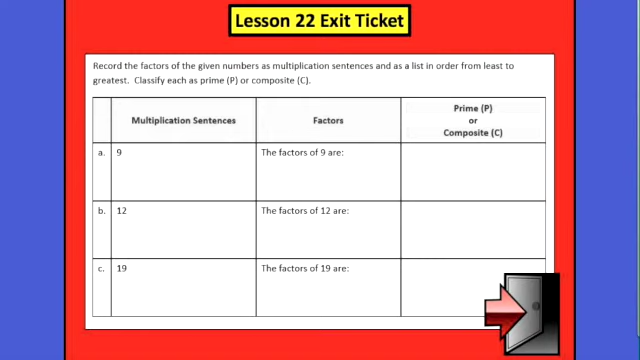 Lesson 22 Exit Ticket
Record the factors of the given numbers as multiplication sentences and as a list in order from least to
greatest. Classify each as prime (P) or composite (C).
Multiplication Sentences
Factors
Prime (P)
or
Composite (C)
a. 9 The factors of 9 are:
b. 12 The factors of 12 are:
c. 19 The factors of 19 are: